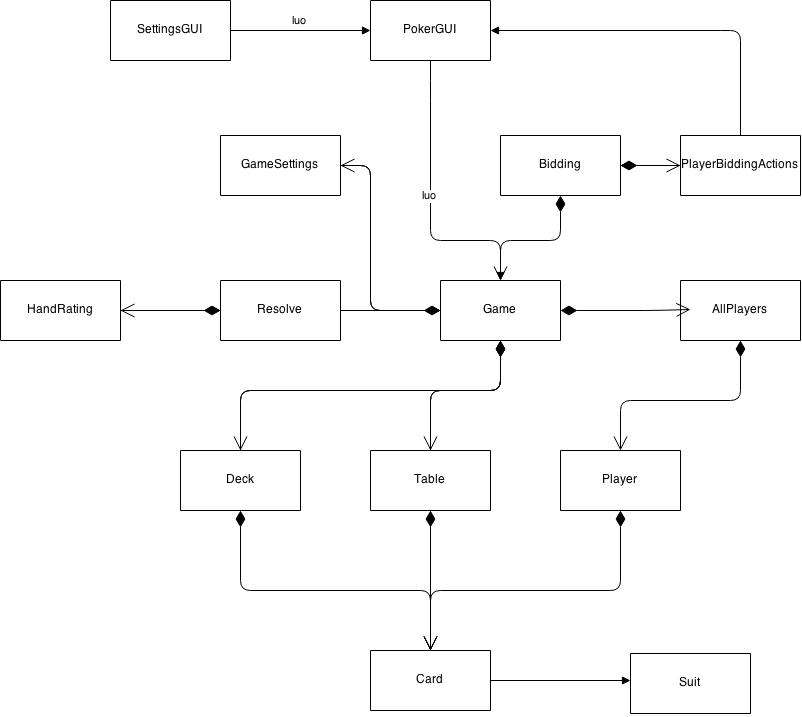 luo
SettingsGUI
PokerGUI
GameSettings
Bidding
PlayerBiddingActions
luo
HandRating
Resolve
Game
AllPlayers
Deck
Table
Player
Card
Suit